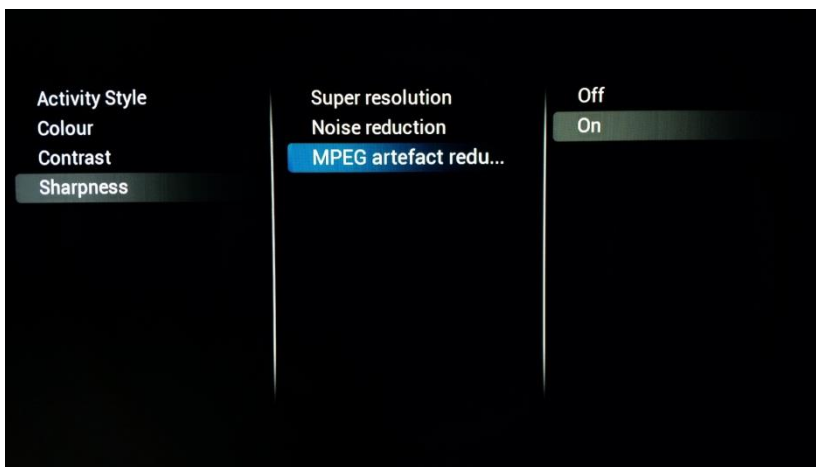 Activity Style
Colour
Contrast
Sharpness
Super resolution
Noise reduction
MPEG artefact redu...
Off
On